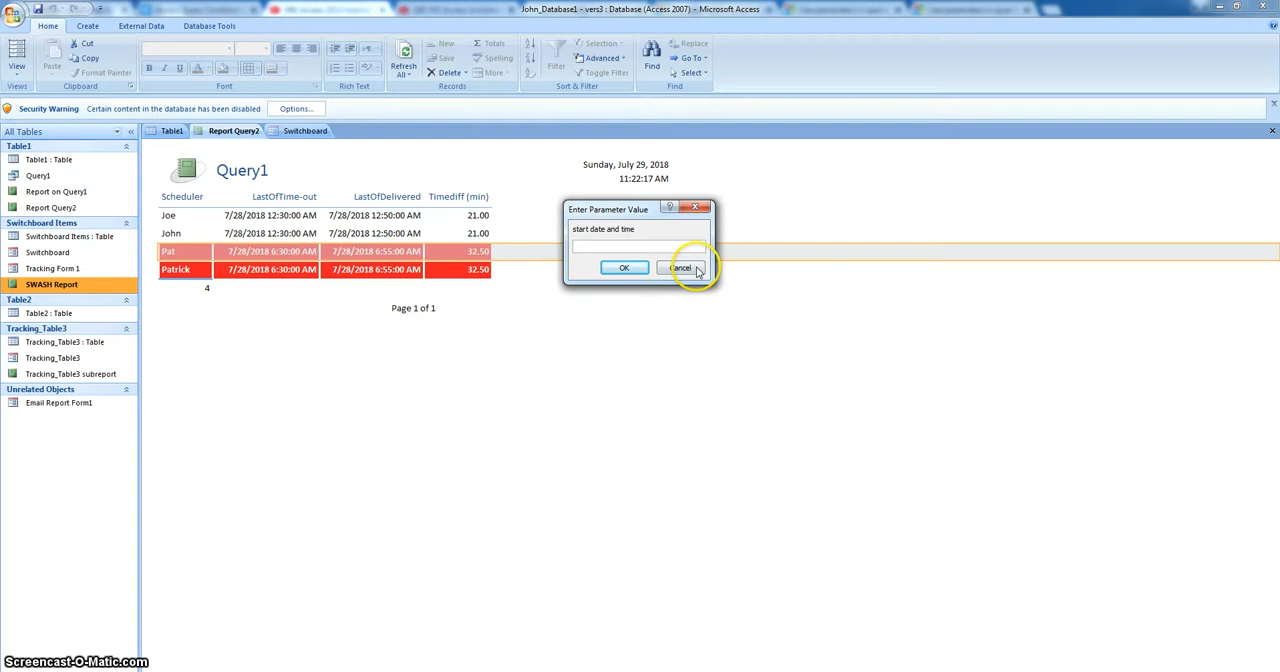 John_Database1 - vers3 : Database (Access 2007) - Microsoft Access
Home Create External Data Database Tools
View
Views
Paste
Cut
Copy
Format Painter
Clipboard
B I U
Font
Rich Text
Refresh All
New
Save
Delete
Totals
Spelling
More
Records
Filter
Selection
Advanced
Toggle Filter
Sort & Filter
Find
Replace
Go To
Select
Find
Security Warning Certain content in the database has been disabled Options...
All Tables
Table1
Table1 : Table
Query1
Report on Query1
Report Query2
Switchboard Items
Switchboard Items : Table
Switchboard
Tracking Form 1
SWASH Report
Table2
Table2 : Table
Tracking_Table3
Tracking_Table3 : Table
Tracking_Table3
Tracking_Table3 subreport
Unrelated Objects
Email Report Form1
Table1 Report Query2 Switchboard
Query1
Sunday, July 29, 2018
11:22:17 AM
Scheduler LastOfTime-out LastOfDelivered Timediff (min)
Joe 7/28/2018 12:30:00 AM 7/28/2018 12:50:00 AM 21.00
John 7/28/2018 12:30:00 AM 7/28/2018 12:50:00 AM 21.00
Pat 7/28/2018 6:30:00 AM 7/28/2018 6:55:00 AM 32.50
Patrick 7/28/2018 6:30:00 AM 7/28/2018 6:55:00 AM 32.50
4
Page 1 of 1
Enter Parameter Value
start date and time
OK Cancel
Screencast-O-Matic.com